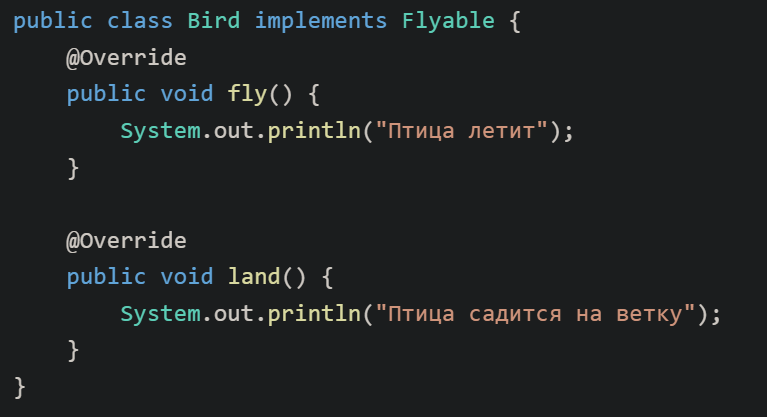 public class Bird implements Flyable {
    @Override
    public void fly() {
        System.out.println("Птица летит");
    }

    @Override
    public void land() {
        System.out.println("Птица садится на ветку");
    }
}